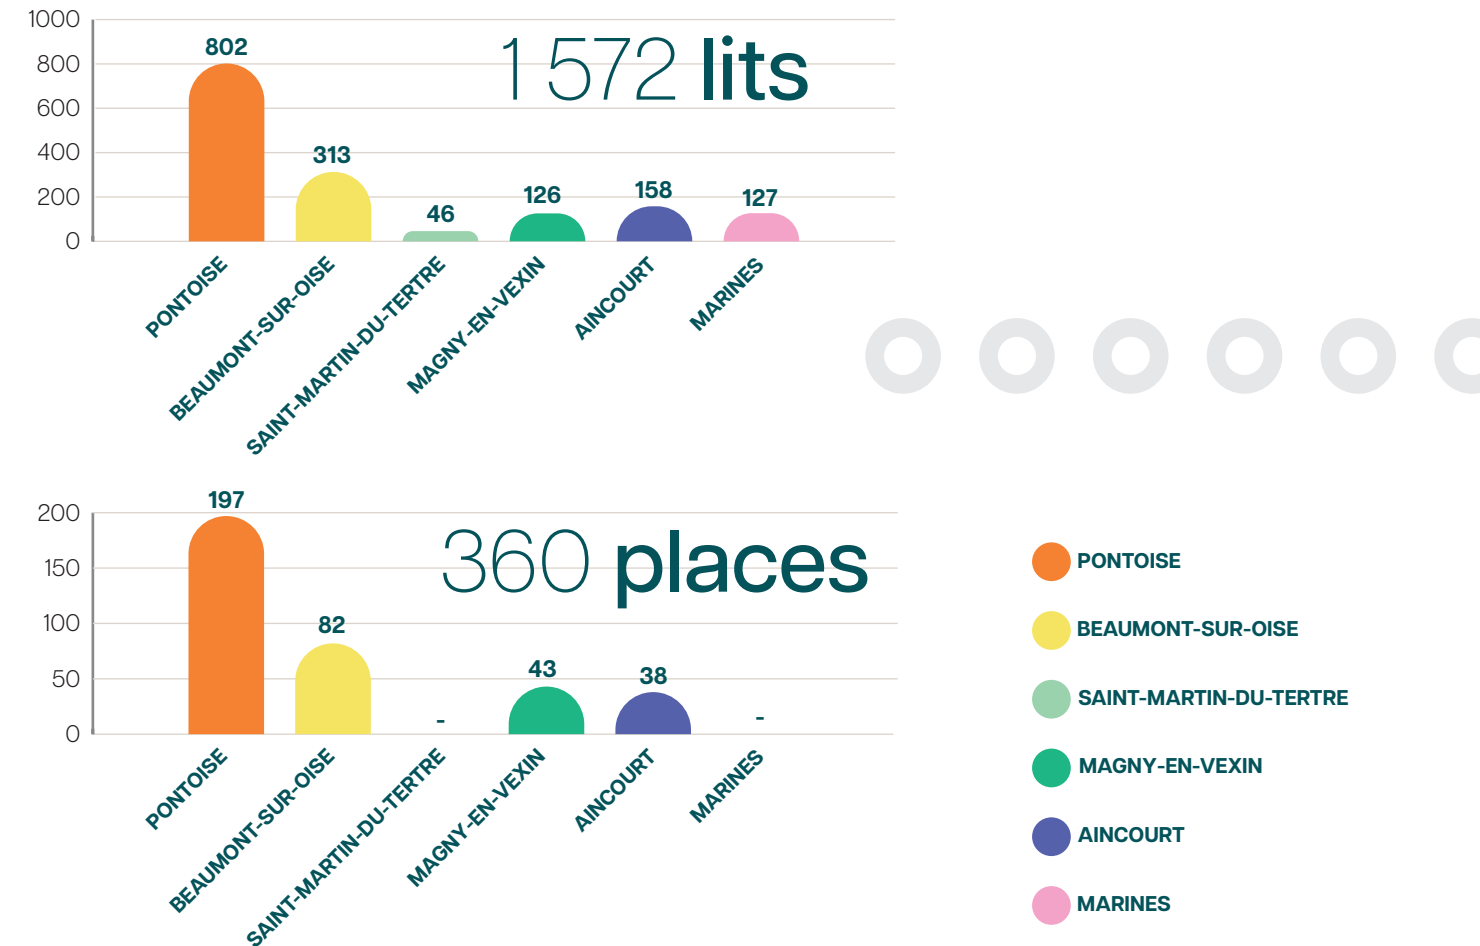 1000
800
600
400
200
0
1 572 lits
802
313
46
126
158
127
PONTOISE
BEAUMONT-SUR-OISE
SAINT-MARTIN-DU-TERTRE
MAGNY-EN-VEXIN
AINCOURT
MARINES
200
150
100
50
0
360 places
197
82
-
43
38
-
PONTOISE
BEAUMONT-SUR-OISE
SAINT-MARTIN-DU-TERTRE
MAGNY-EN-VEXIN
AINCOURT
MARINES
PONTOISE
BEAUMONT-SUR-OISE
SAINT-MARTIN-DU-TERTRE
MAGNY-EN-VEXIN
AINCOURT
MARINES